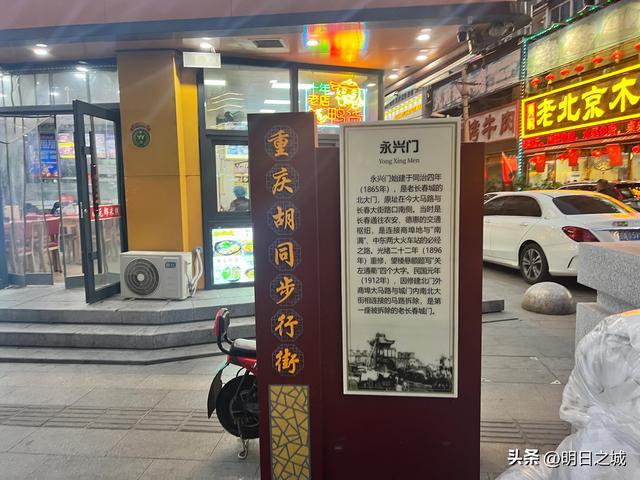 重庆胡同步行街
永兴门
Yong Xing Men
永兴门始建于同治四年
（1865年），是老长春城的
北大门，原址在今大马路与
长春大街路口南侧。当时是
长春通往农安、德惠的交通
枢纽，是连接商埠地与“南
满”、中东两大火车站的必经
之路。光绪二十二年（1896
年）重修，望楼悬额题写“关
左通衢”四个大字。民国元年
（1912年），因修建北门外
商埠大马路与城门内南北大
街相连接的马路拆除，是第
一座被拆除的老长春城门。
老店
老北京木
牛肉
头条 @明日之城